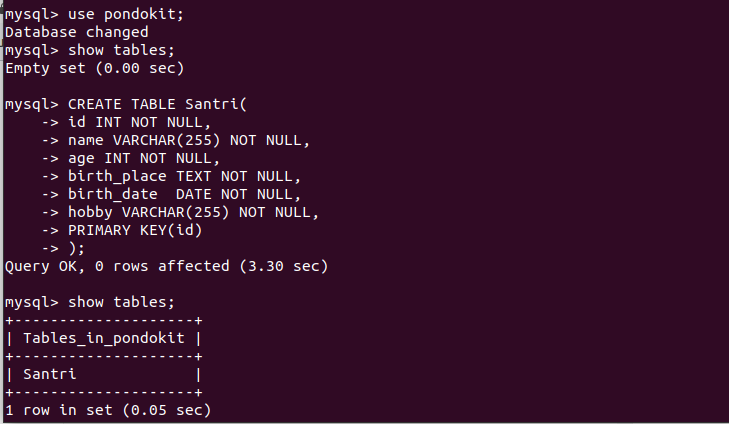 mysql> use pondokit;
Database changed
mysql> show tables;
Empty set (0.00 sec)

mysql> CREATE TABLE Santri(
    -> id INT NOT NULL,
    -> name VARCHAR(255) NOT NULL,
    -> age INT NOT NULL,
    -> birth_place TEXT NOT NULL,
    -> birth_date  DATE NOT NULL,
    -> hobby VARCHAR(255) NOT NULL,
    -> PRIMARY KEY(id)
    -> );
Query OK, 0 rows affected (3.30 sec)

mysql> show tables;
+--------------------+
| Tables_in_pondokit |
+--------------------+
| Santri             |
+--------------------+
1 row in set (0.05 sec)